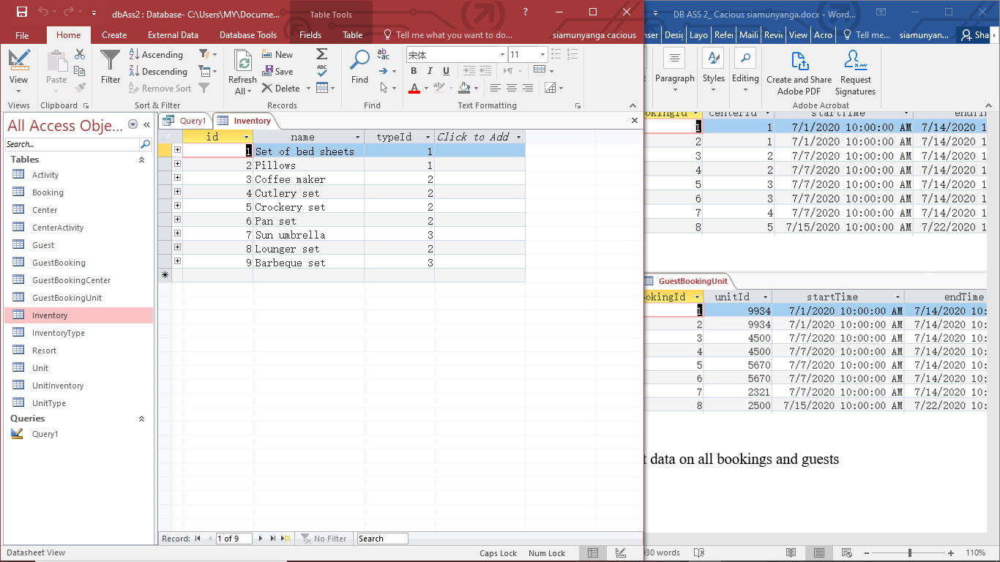 dbAss2 : Database- C:\Users\MY\Docume...
Table Tools
?
File
Home
Create
External Data
Database Tools
Fields
Table
Tell me what you want to do...
siamunyanga cacious
View
Views
Paste
Clipboard
Filter
Ascending
Descending
Remove Sort
Sort & Filter
Refresh
All
New
Save
Delete
Records
Find
Find
宋体
11
B I U
A
Text Formatting
All Access Obje...
Search...
Tables
Activity
Booking
Center
CenterActivity
Guest
GuestBooking
GuestBookingCenter
GuestBookingUnit
Inventory
InventoryType
Resort
Unit
UnitInventory
UnitType
Queries
Query1
Query1
Inventory
id name typeId Click to Add
1 Set of bed sheets 1
2 Pillows 1
3 Coffee maker 2
4 Cutlery set 2
5 Crockery set 2
6 Pan set 2
7 Sun umbrella 3
8 Lounger set 2
9 Barbeque set 3
Record:
1 of 9
No Filter
Search
Datasheet View
Caps Lock
Num Lock
DB ASS 2_ Cacious siamunyanga.docx - Word...
nser
Desig
Layo
Refer
Maili
Revie
View
Acro
Tell me...
siamunyan...
Sha
Paragraph
Styles
Editing
Create and Share
Adobe PDF
Request
Signatures
Adobe Acrobat
okingId centerId startTime endTim
1 1 7/1/2020 10:00:00 AM 7/14/2020 1
2 1 7/1/2020 10:00:00 AM 7/14/2020 1
3 2 7/7/2020 10:00:00 AM 7/14/2020 1
4 2 7/7/2020 10:00:00 AM 7/14/2020 1
5 3 7/7/2020 10:00:00 AM 7/14/2020 1
6 3 7/7/2020 10:00:00 AM 7/14/2020 1
7 4 7/7/2020 10:00:00 AM 7/14/2020 1
8 5 7/15/2020 10:00:00 AM 7/22/2020 1
GuestBookingUnit
okingId unitId startTime endTime
1 9934 7/1/2020 10:00:00 AM 7/14/2020 10:
2 9934 7/1/2020 10:00:00 AM 7/14/2020 10:
3 4500 7/7/2020 10:00:00 AM 7/14/2020 10:
4 4500 7/7/2020 10:00:00 AM 7/14/2020 10:
5 5670 7/7/2020 10:00:00 AM 7/14/2020 10:
6 5670 7/7/2020 10:00:00 AM 7/14/2020 10:
7 2321 7/7/2020 10:00:00 AM 7/14/2020 10:
8 2500 7/15/2020 10:00:00 AM 7/22/2020 10:
t data on all bookings and guests
930 words
110%